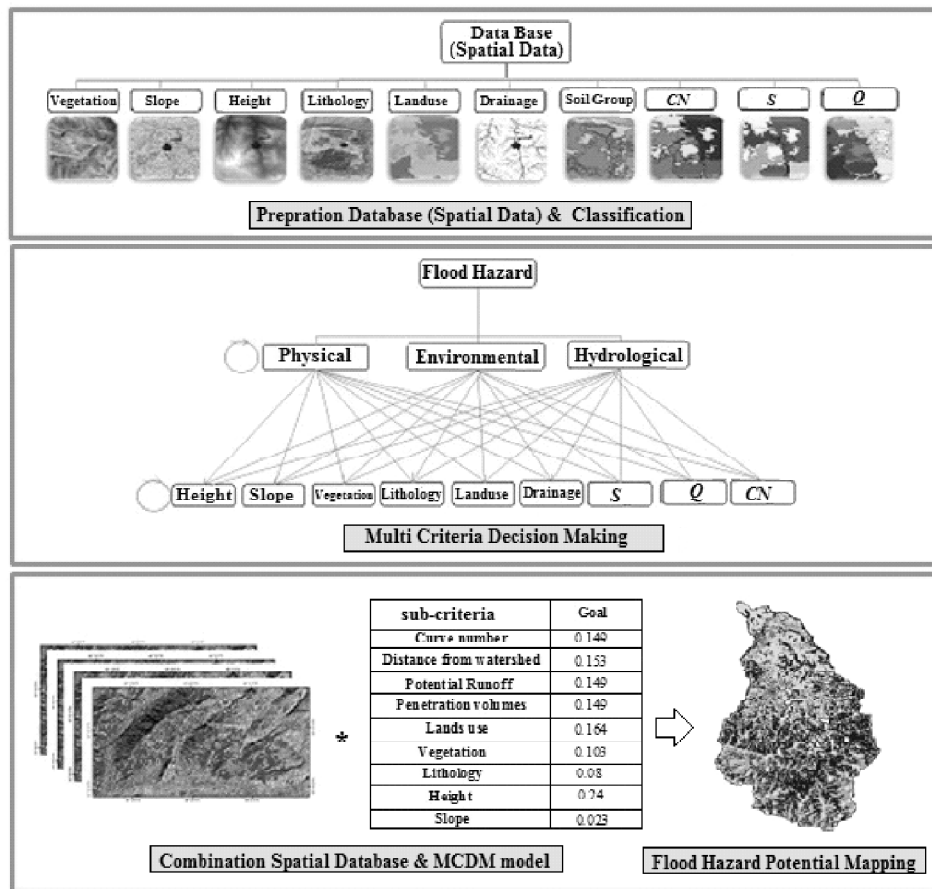 Data Base
(Spatial Data)
Vegetation Slope Height Lithology Landuse Drainage Soil Group CN S Q
Prepration Database (Spatial Data) & Classification
Flood Hazard
Physical Environmental Hydrological
Height Slope Vegetation Lithology Landuse Drainage S Q CN
Multi Criteria Decision Making
sub-criteria Goal
Curve number 0.149
Distance from watershed 0.153
Potential Runoff 0.149
Penetration volumes 0.149
Lands use 0.164
Vegetation 0.103
Lithology 0.08
Height 0.24
Slope 0.023
*
Combination Spatial Database & MCDM model
Flood Hazard Potential Mapping